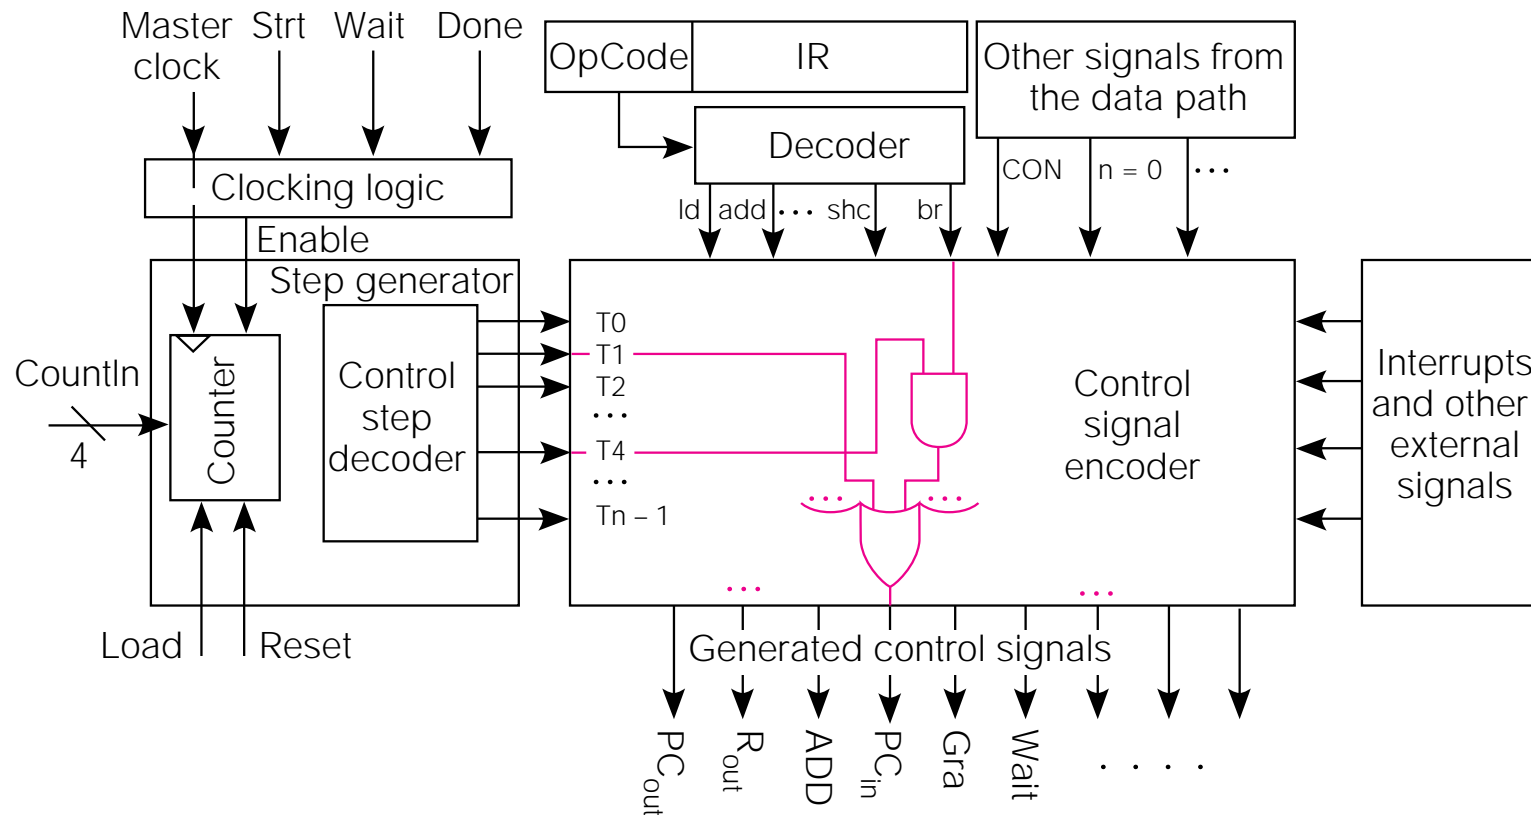 Master Strt Wait Done
clock
OpCode IR
Other signals from
the data path
Decoder
Clocking logic
CON n = 0 ...
ld add ... shc br
Enable
Step generator
T0
T1
T2
...
T4
...
Tn – 1
CountIn
4
Counter
Control
step
decoder
Control
signal
encoder
... ...
... ...
Interrupts
and other
external
signals
Load Reset
Generated control signals
PCout Rout ADD PCin Gra Wait . . . .